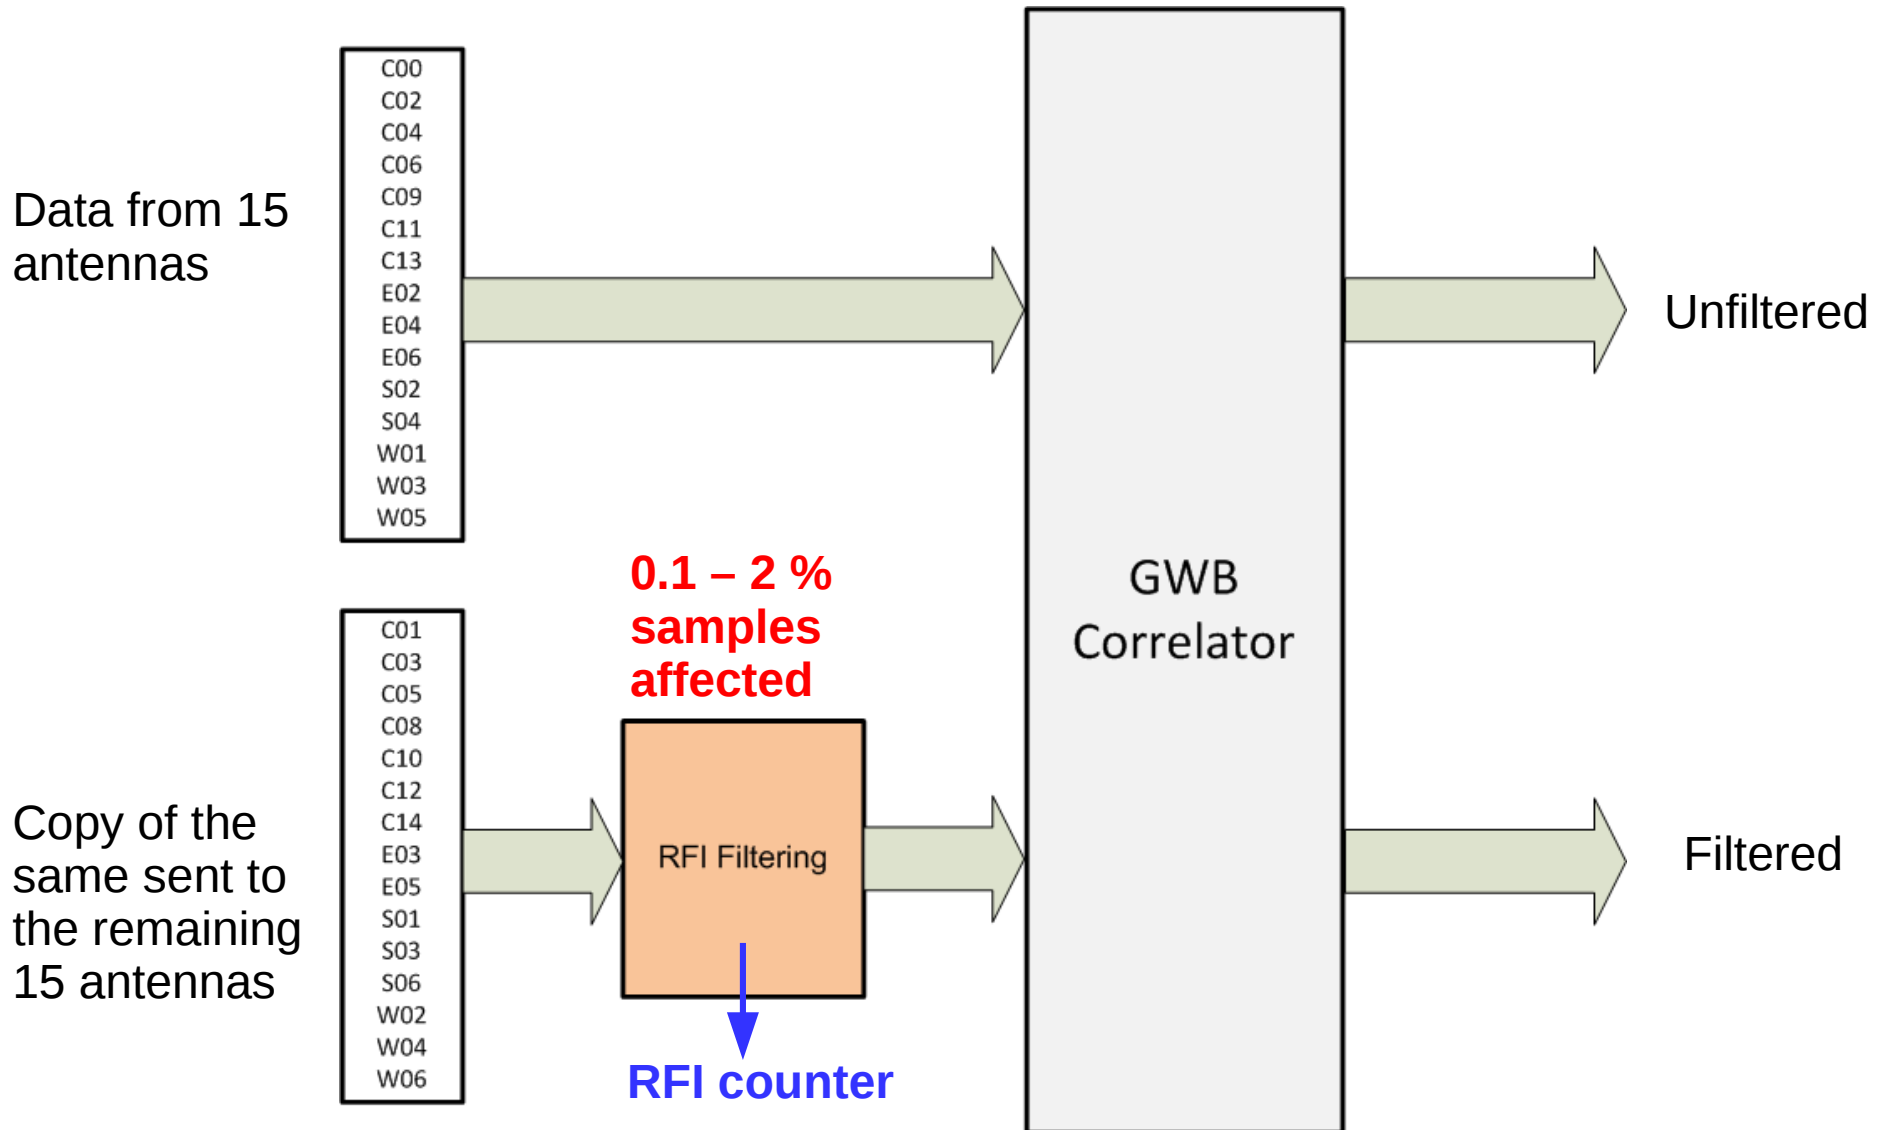 Data from 15
antennas
C00
C02
C04
C06
C09
C11
C13
E02
E04
E06
S02
S04
W01
W03
W05
Unfiltered
0.1 – 2 %
samples
affected
GWB
Correlator
Copy of the
same sent to
the remaining
15 antennas
C01
C03
C05
C08
C10
C12
C14
E03
E05
S01
S03
S06
W02
W04
W06
RFI Filtering
RFI counter
Filtered